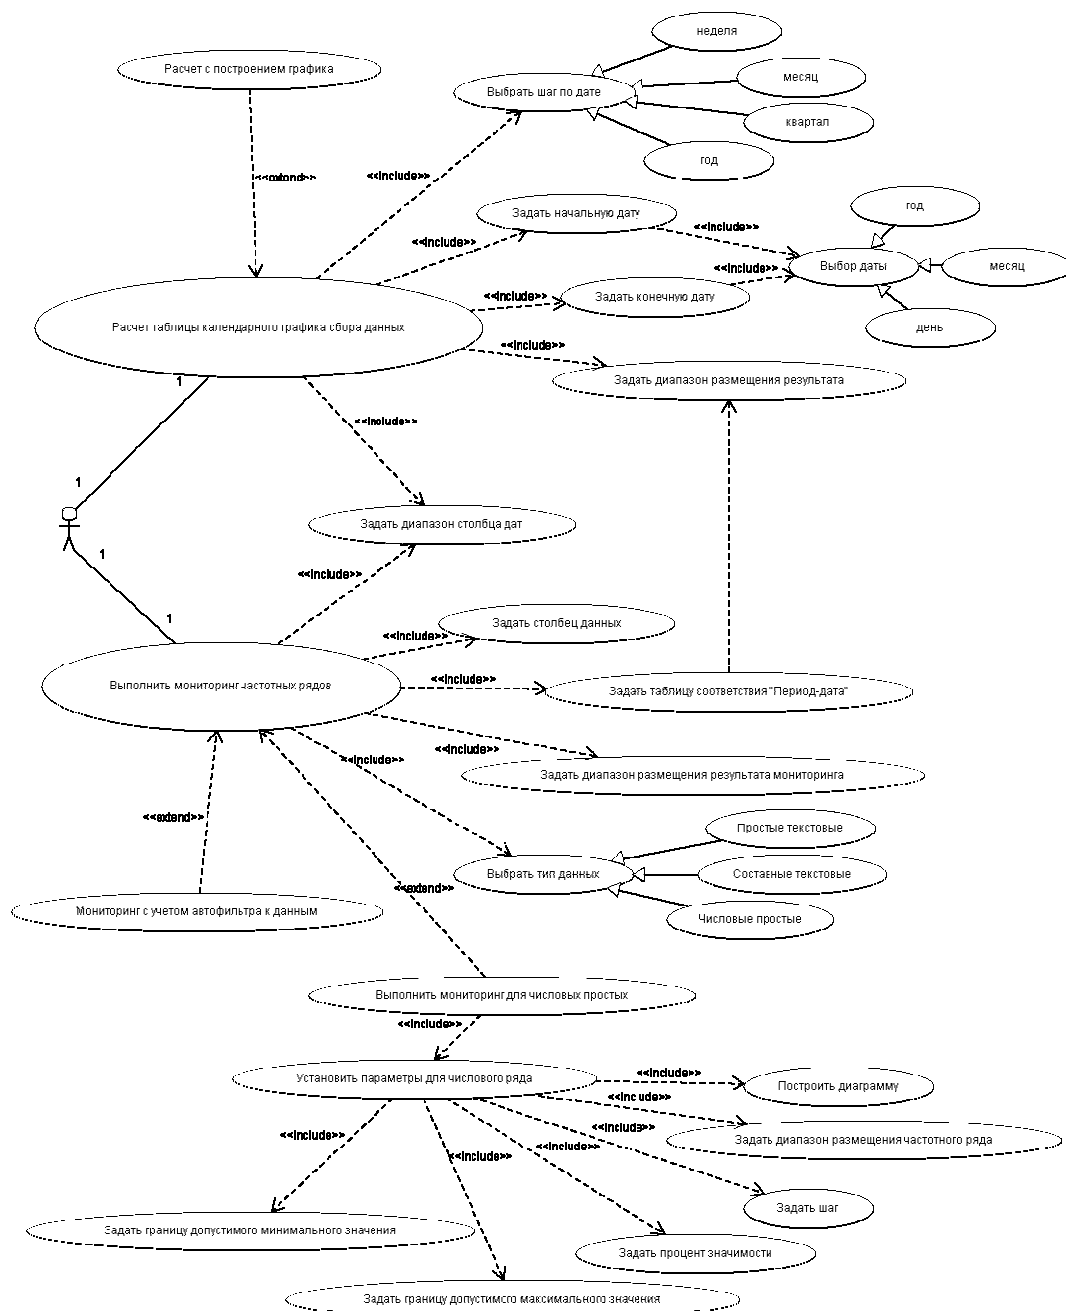 неделя
Расчет с построением графика
месяц
Выбрать шаг по дате
квартал
год
<<extend>>
<<include>>
год
Задать начальную дату
<<include>>
<<include>>
Выбор даты
месяц
<<include>>
<<include>>
Задать конечную дату
Расчет таблицы календарного графика сбора данных
день
<<include>>
Задать диапазон размещения результата
1
<<include>>
1
Задать диапазон столбца дат
1
<<include>>
1
Задать столбец данных
<<include>>
<<include>>
Выполнить мониторинг частотных рядов
Задать таблицу соответствия "Период-дата"
<<include>>
<<include>>
Задать диапазон размещения результата мониторинга
<<extend>>
Простые текстовые
Выбрать тип данных
Составные текстовые
<<extend>>
Мониторинг с учетом автофильтра к данным
Числовые простые
Выполнить мониторинг для числовых простых
<<include>>
<<include>>
Установить параметры для числового ряда
Построить диаграмму
<<include>>
<<include>>
<<include>>
Задать диапазон размещения частотного ряда
<<include>>
<<include>>
Задать шаг
Задать границу допустимого минимального значения
Задать процент значимости
Задать границу допустимого максимального значения